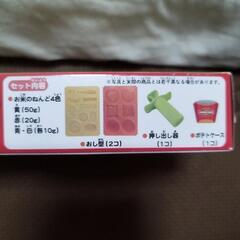 セット内容
※写真と実際の商品とは若干異なる場合があります。
●お米のねんど4色
黄(50g)
赤(20g)
青・白(各10g)
●おし型(2コ)
●押し出し器
(1コ)
●ポテトケース
(1コ)